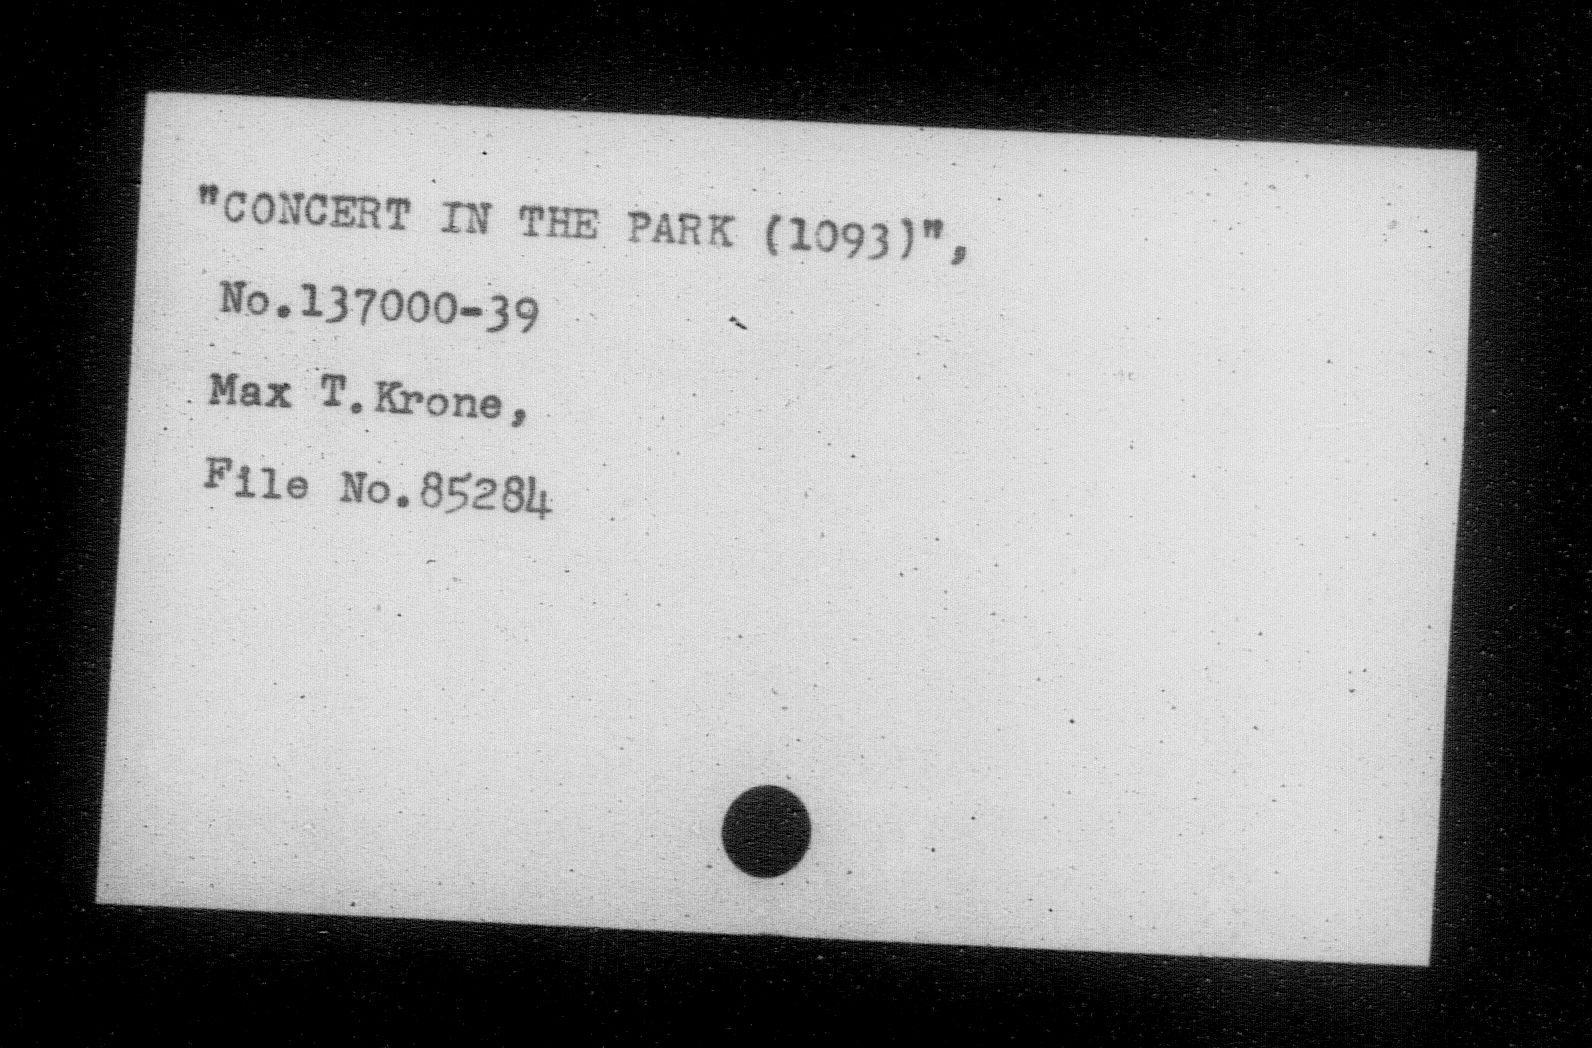 "CONCERT IN THE PARK (1093)",
No.137000-39
Max T.Krone,
File No.85284